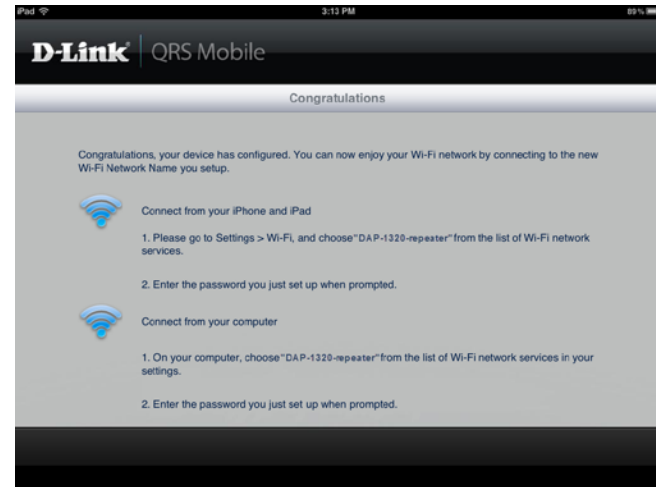 iPad 3:13 PM 89%
D-Link QRS Mobile
Congratulations
Congratulations, your device has configured. You can now enjoy your Wi-Fi network by connecting to the new
Wi-Fi Network Name you setup.
Connect from your iPhone and iPad
1. Please go to Settings > Wi-Fi, and choose"DAP-1320-repeater"from the list of Wi-Fi network
services.
2. Enter the password you just set up when prompted.
Connect from your computer
1. On your computer, choose"DAP-1320-repeater"from the list of Wi-Fi network services in your
settings.
2. Enter the password you just set up when prompted.